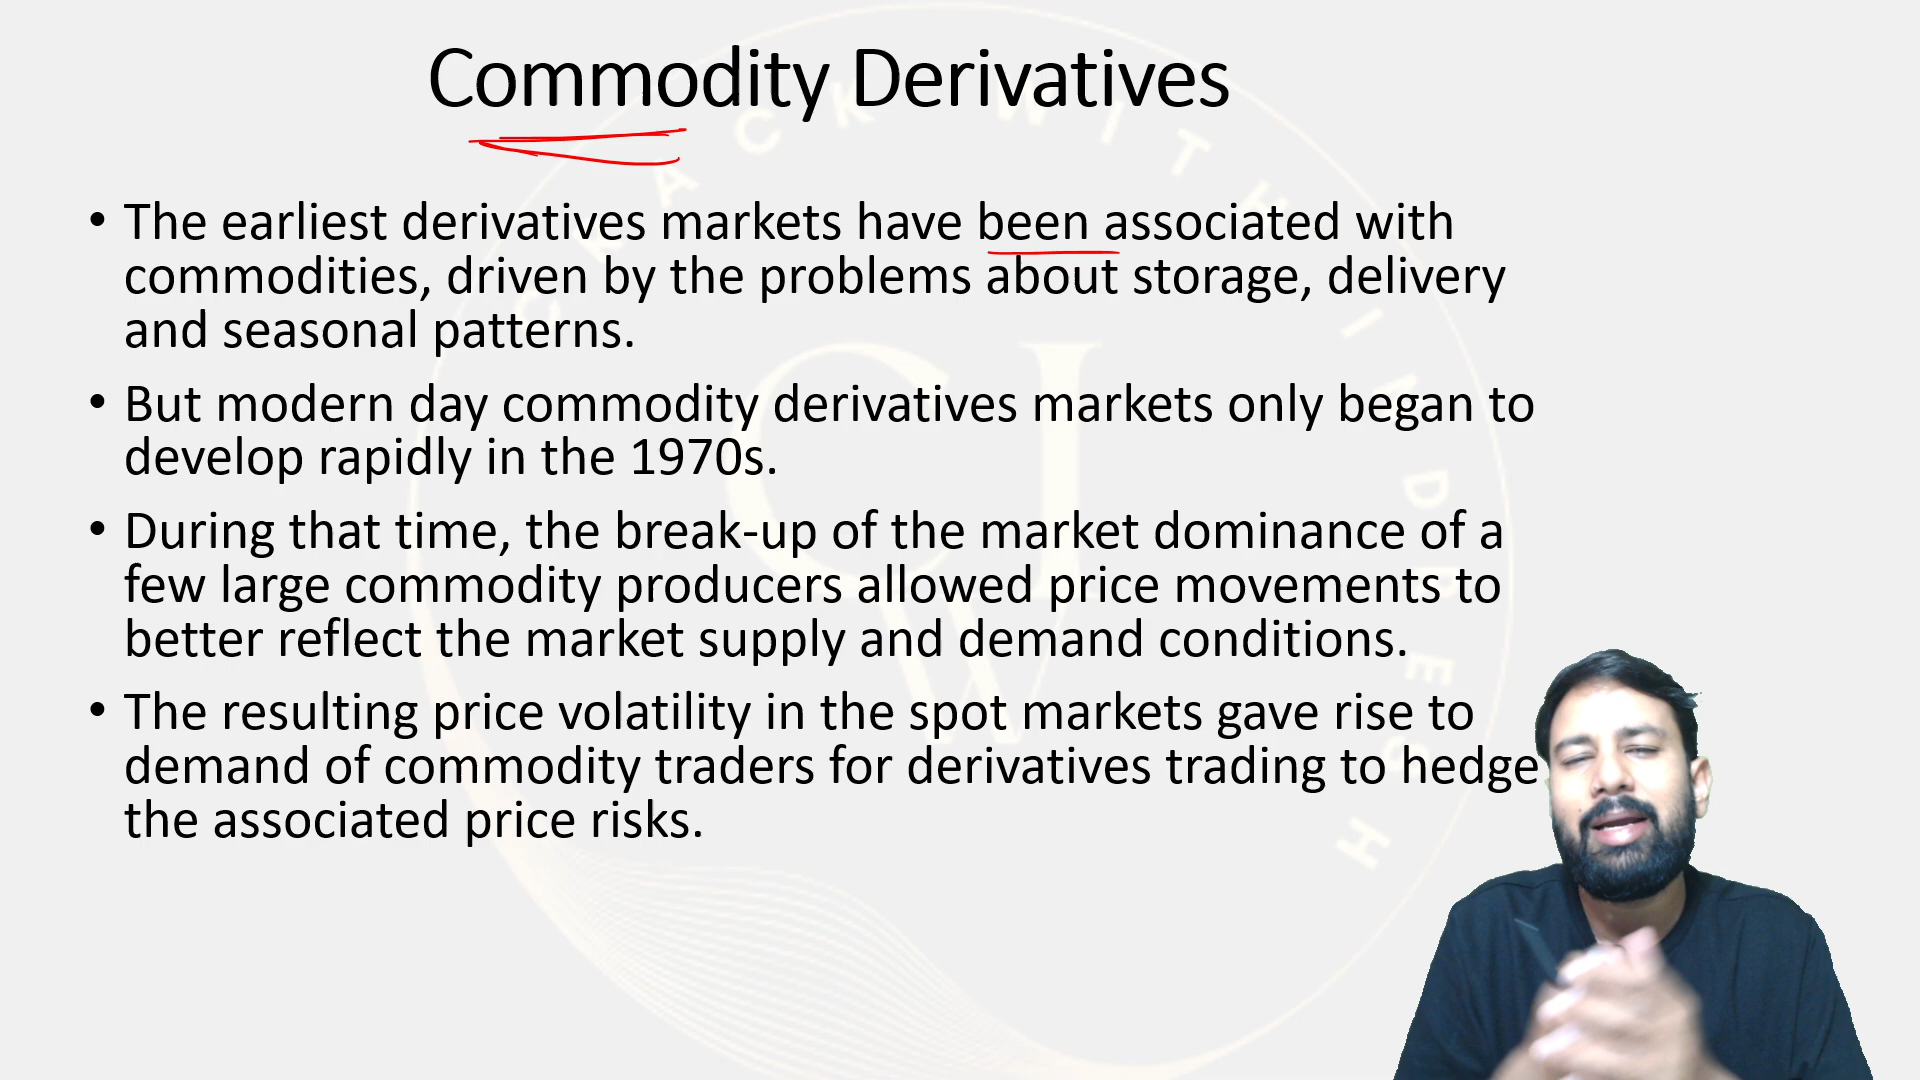 Commodity Derivatives
• The earliest derivatives markets have been associated with
commodities, driven by the problems about storage, delivery
and seasonal patterns.
• But modern day commodity derivatives markets only began to
develop rapidly in the 1970s.
• During that time, the break-up of the market dominance of a
few large commodity producers allowed price movements to
better reflect the market supply and demand conditions.
• The resulting price volatility in the spot markets gave rise to
demand of commodity traders for derivatives trading to hedge
the associated price risks.